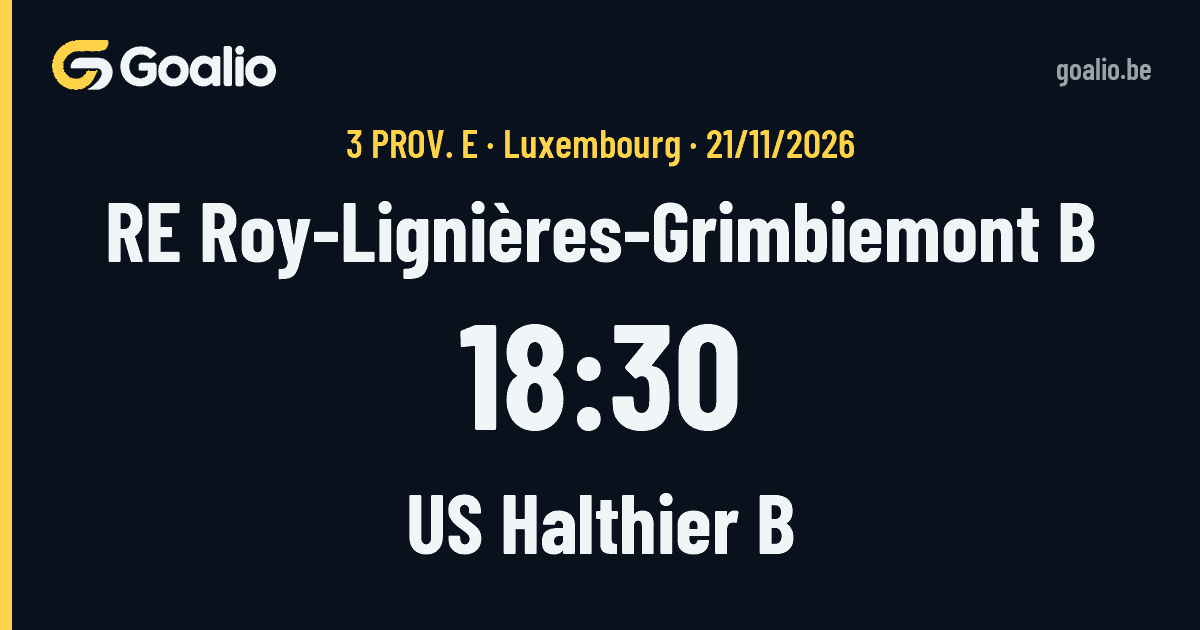 Goalio
goalio.be
3 PROV. E · Luxembourg · 21/11/2026
RE Roy-Lignières-Grimbiemont B
18:30
US Halthier B